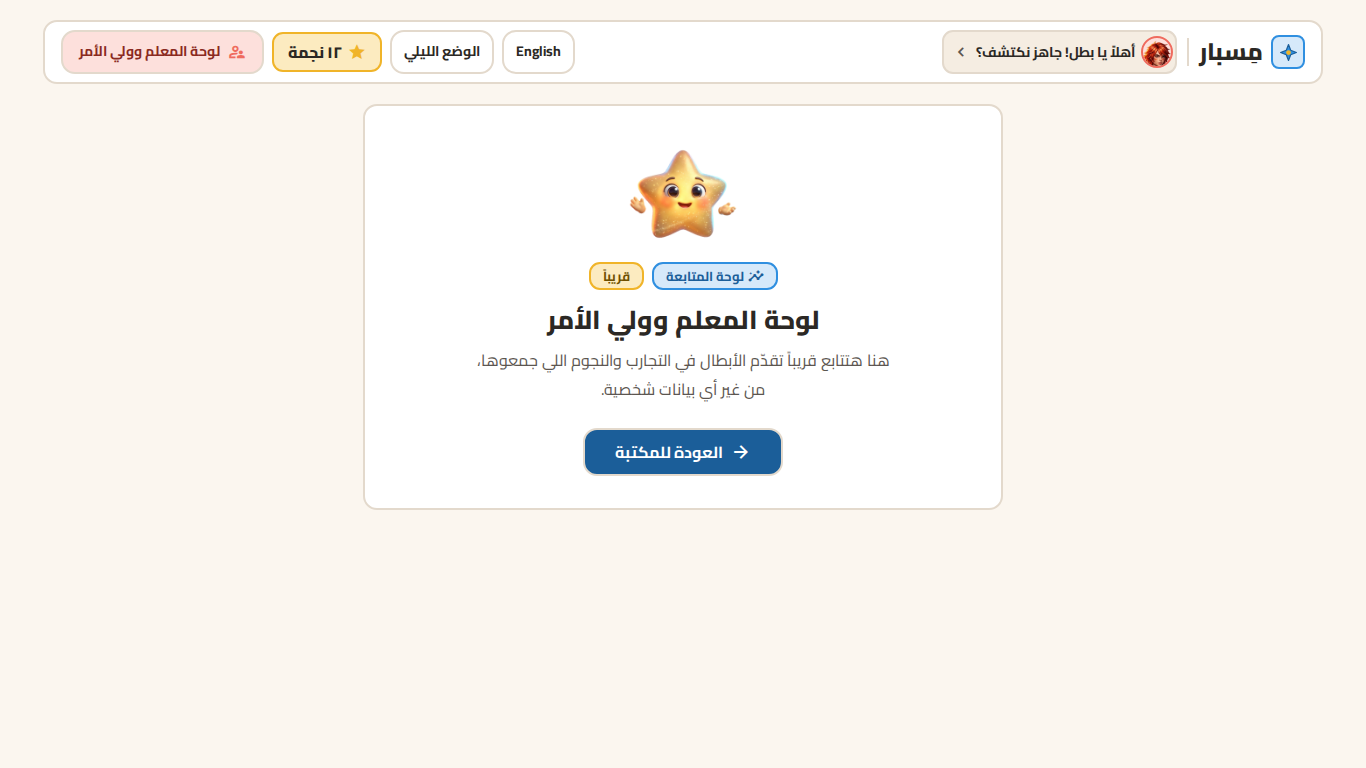 مِسبار
أهلاً يا بطل! جاهز نكتشف؟
English
الوضع الليلي
١٢ نجمة
لوحة المعلم وولي الأمر
لوحة المتابعة
قريباً
لوحة المعلم وولي الأمر
هنا هتتابع قريباً تقدّم الأبطال في التجارب والنجوم اللي جمعوها،
من غير أي بيانات شخصية.
العودة للمكتبة